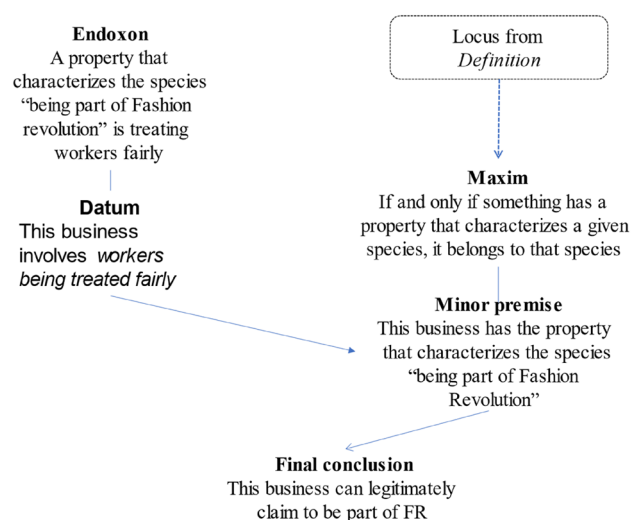 Endoxon
A property that
characterizes the species
“being part of Fashion
revolution” is treating
workers fairly
Datum
This business
involves workers
being treated fairly
Locus from
Definition
Maxim
If and only if something has a
property that characterizes a given
species, it belongs to that species
Minor premise
This business has the property
that characterizes the species
“being part of Fashion
Revolution”
Final conclusion
This business can legitimately
claim to be part of FR